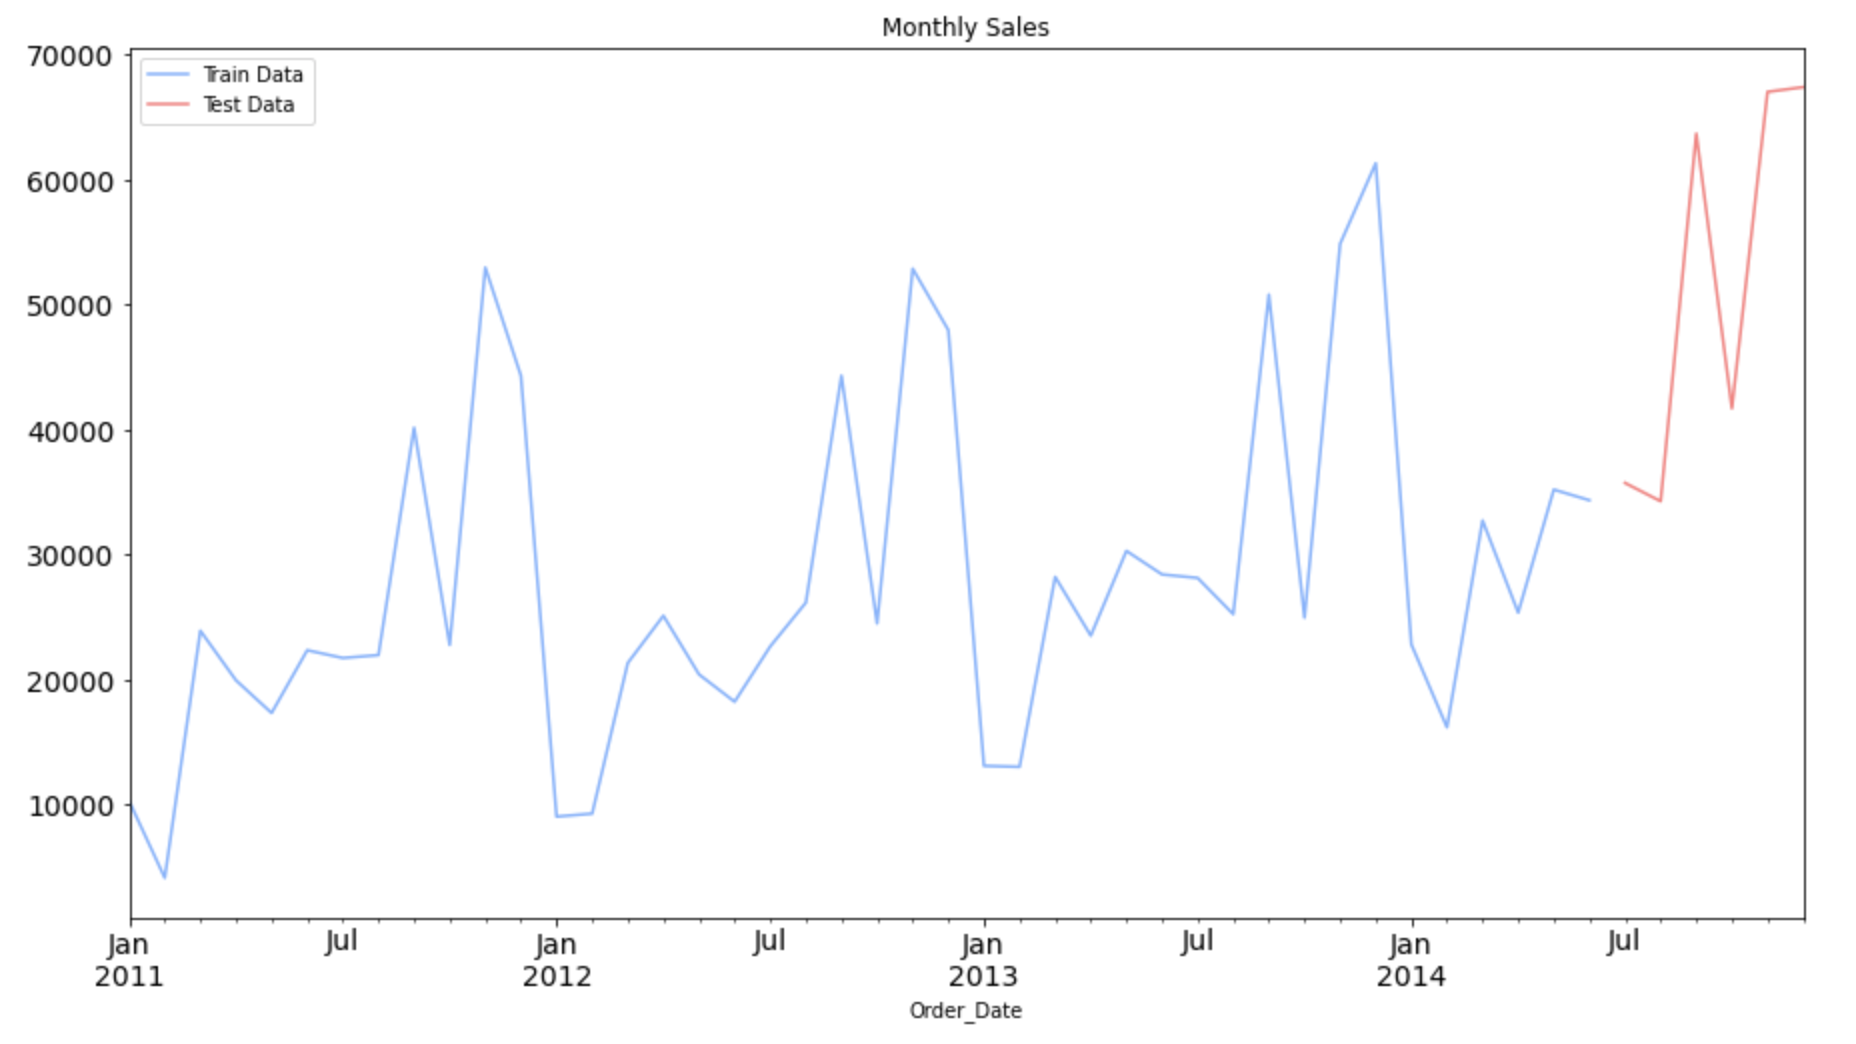 Monthly Sales
Train Data
Test Data
70000
60000
50000
40000
30000
20000
10000
Jan Jul Jan Jul Jan Jul Jan Jul
2011 2012 2013 2014
Order_Date